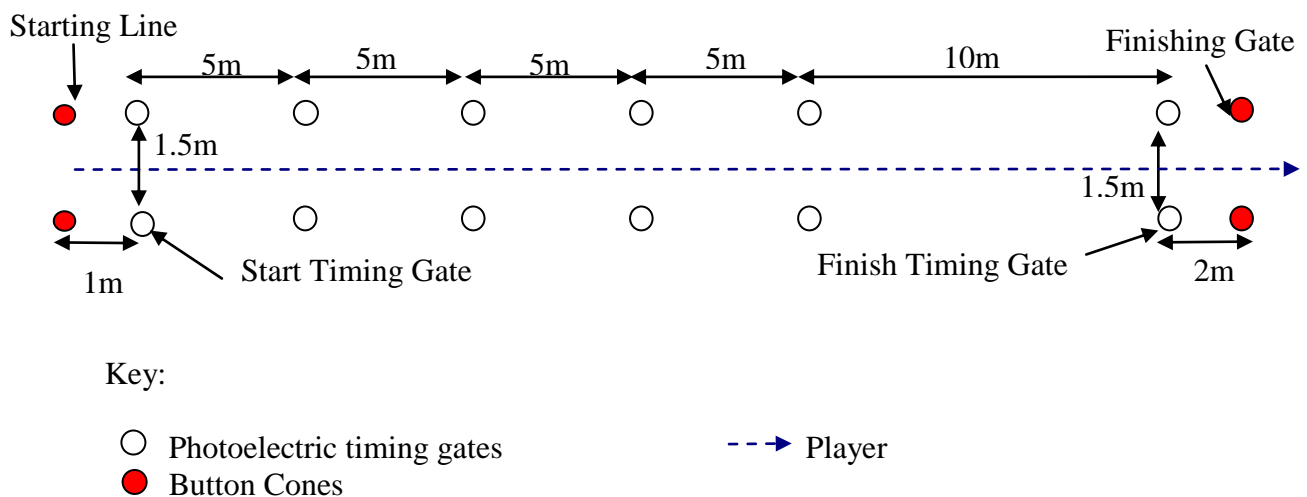 Starting Line
Finishing Gate
5m
5m
5m
5m
10m
1.5m
1.5m
Start Timing Gate
Finish Timing Gate
1m
2m
Key:
Photoelectric timing gates
Player
Button Cones